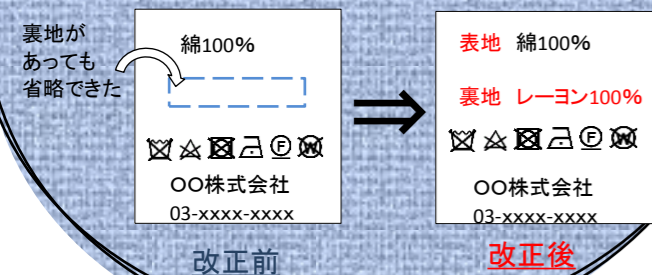 裏地が
あっても
省略できた
綿100%
OO株式会社
03-xxxx-xxxx
改正前
表地 綿100%
裏地 レーヨン100%
OO株式会社
03-xxxx-xxxx
改正後